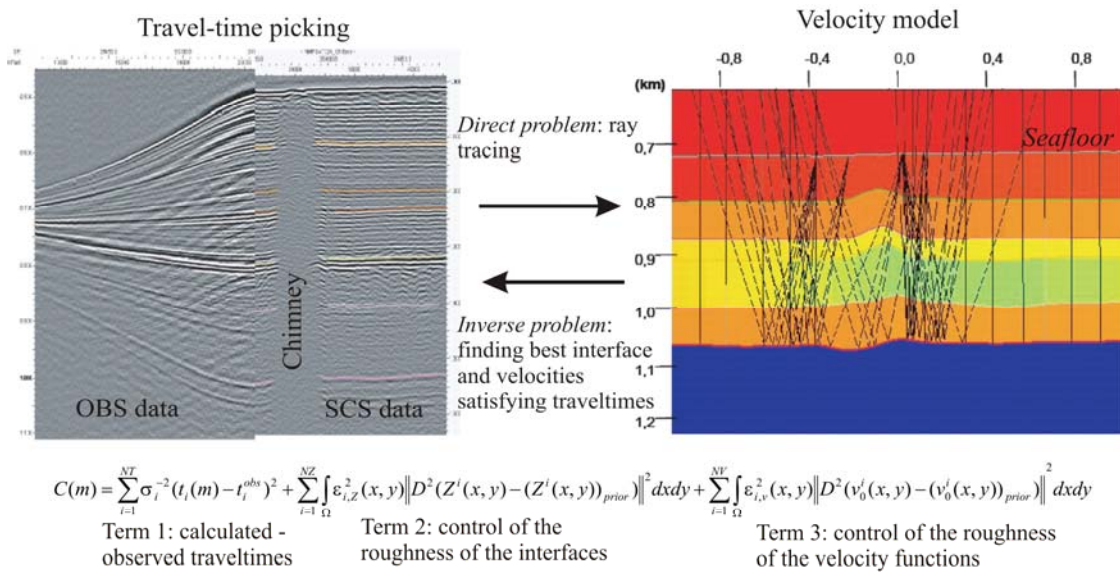 Travel-time picking
Velocity model
-0,8
-0,4
0,0
0,4
0,8
(km)
0,7
0,8
0,9
1,0
1,1
1,2
Seafloor
Direct problem: ray
tracing
Inverse problem:
finding best interface
and velocities
satisfying traveltimes
Chimney
OBS data
SCS data
C(m) = \sum_{i=1}^{NT} σ_i^{-2}(t_i(m) - t_i^{obs})^2 + \sum_{i=1}^{NZ} \int_Ω ε_{i,Z}^2(x, y)‖D^2(Z^i(x, y) - (Z^i(x, y))_{prior})‖^2 dxdy + \sum_{i=1}^{NV} \int_Ω ε_{i,v}^2(x, y)‖D^2(v_0^i(x, y) - (v_0^i(x, y))_{prior})‖^2 dxdy
Term 1: calculated -
observed traveltimes
Term 2: control of the
roughness of the interfaces
Term 3: control of the roughness
of the velocity functions